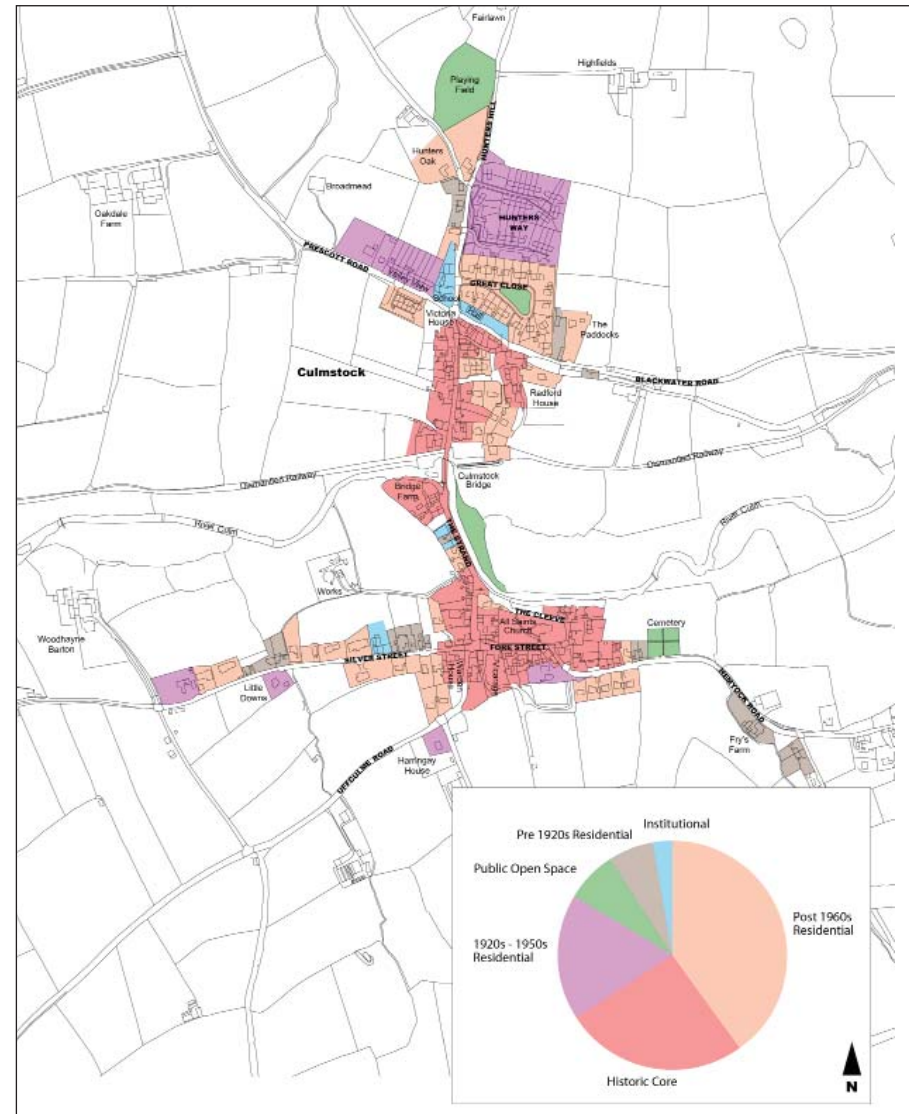 Fairlawn
Highfields
Playing
Field
HUNTERS HILL
Hunters
Oak
Broadmead
Oakdale
Farm
HUNTERS
WAY
PRESCOTT ROAD
Valley View
GREAT CLOSE
School
Hall
Victoria
House
The
Paddocks
Culmstock
BLACKWATER ROAD
Radford
House
Dismantled Railway
Dismantled Railway
Culmstock
Bridge
Bridge
Farm
River Culm
River Culm
THE STRAND
Works
THE CLEEVE
All Saints
Church
Cemetery
Woodhayne
Barton
FORE STREET
SILVER STREET
Little
Downs
HEMYOCK ROAD
Fry's
Farm
UFFCULME ROAD
Harringay
House
Institutional
Pre 1920s Residential
Public Open Space
Post 1960s
Residential
1920s - 1950s
Residential
Historic Core
N